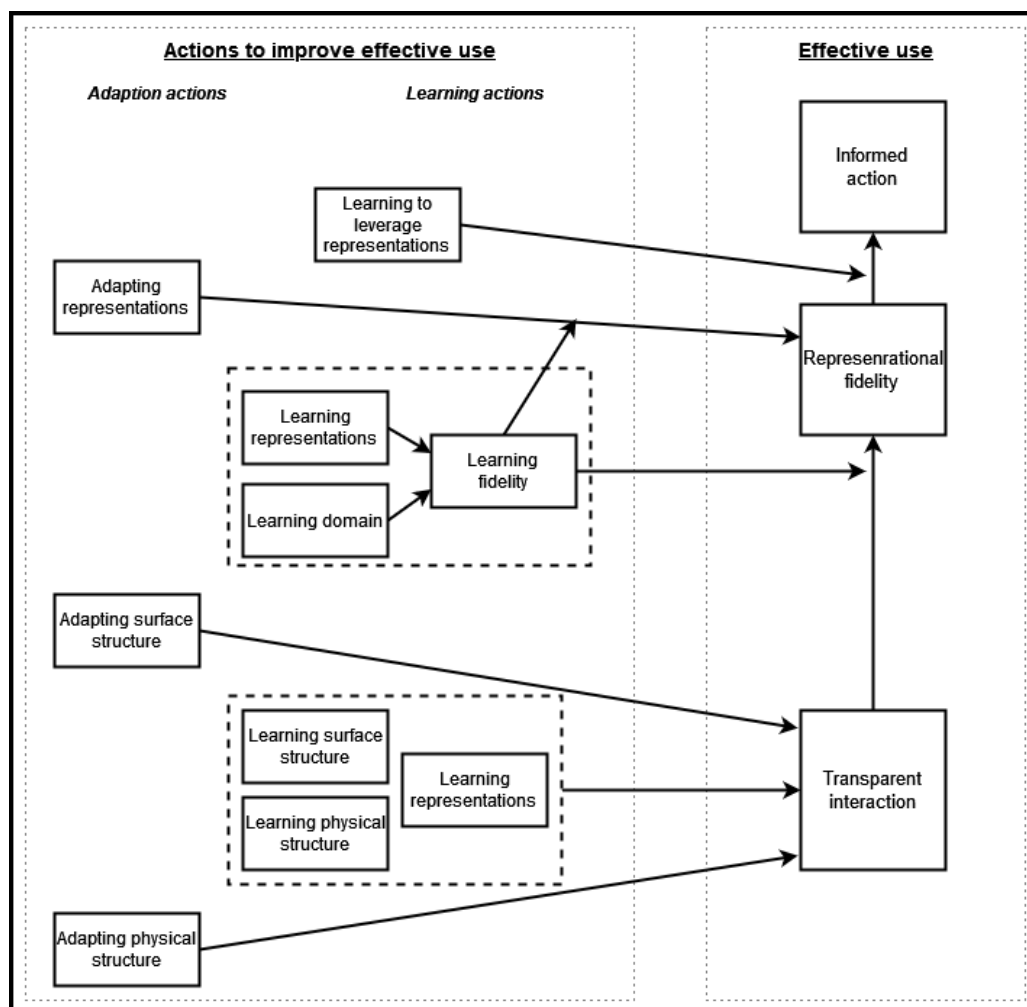 Actions to improve effective use
Effective use
Adaption actions
Learning actions
Informed
action
Learning to
leverage
representations
Adapting
representations
Represenrational
fidelity
Learning
representations
Learning
fidelity
Learning domain
Adapting surface
structure
Learning surface
structure
Learning
representations
Learning physical
structure
Transparent
interaction
Adapting physical
structure